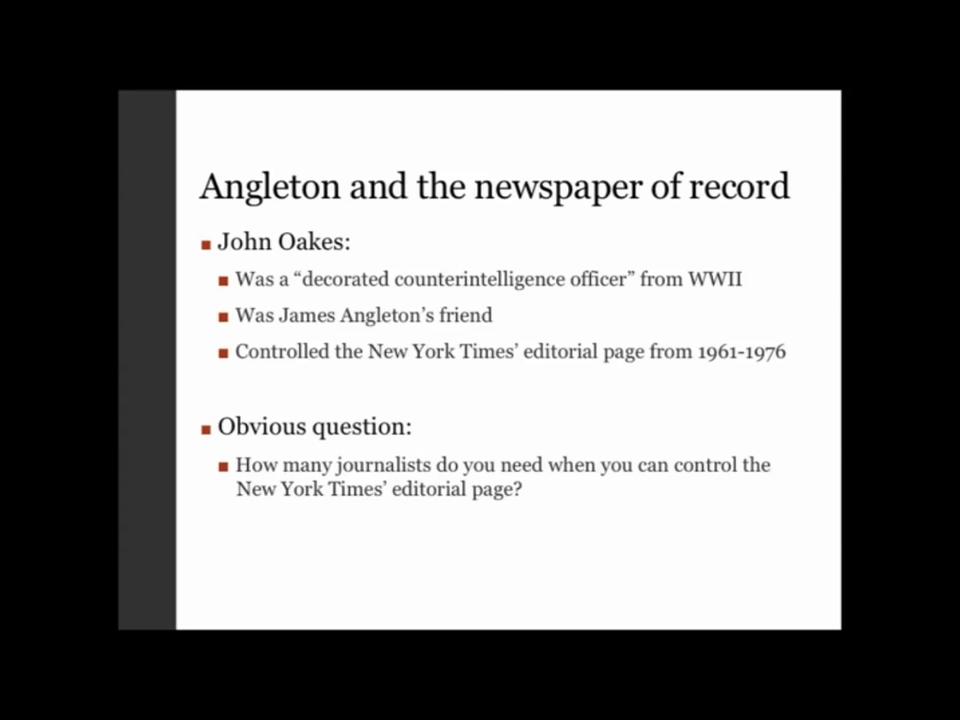 Angleton and the newspaper of record
John Oakes:
Was a “decorated counterintelligence officer” from WWII
Was James Angleton’s friend
Controlled the New York Times’ editorial page from 1961-1976
Obvious question:
How many journalists do you need when you can control the
New York Times’ editorial page?